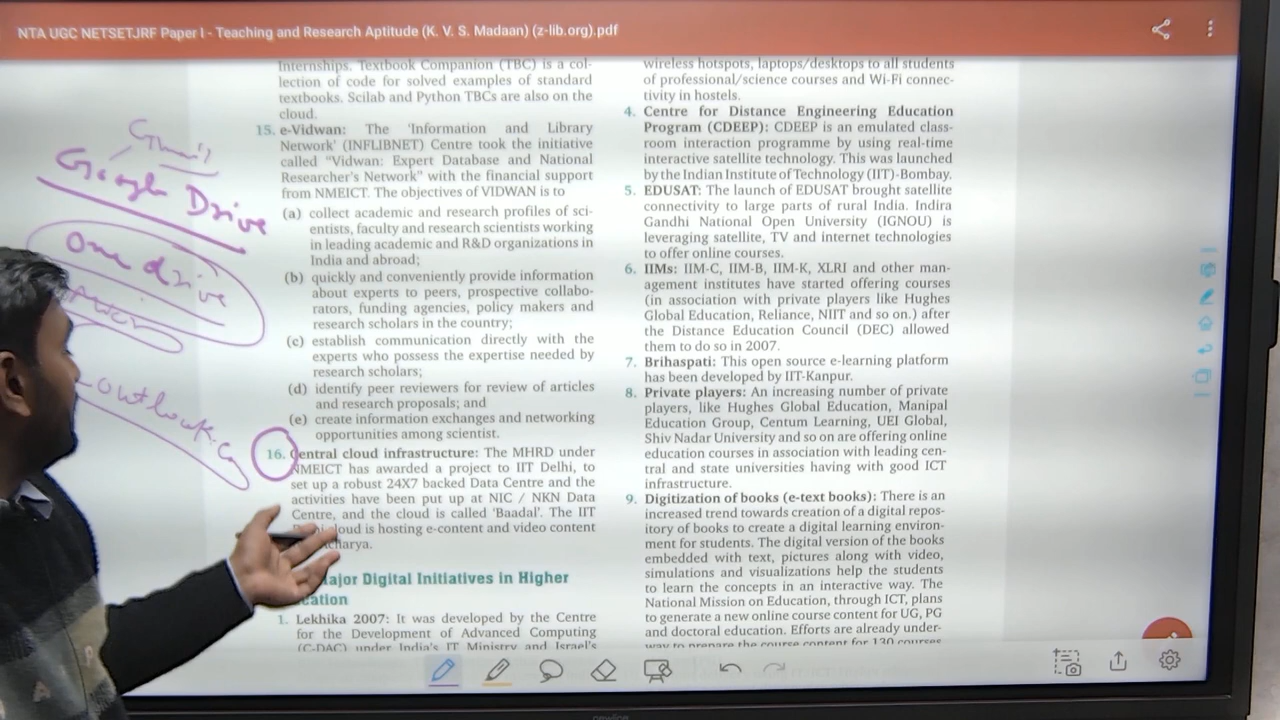 NTA UGC NETSETJRF Paper I - Teaching and Research Aptitude (K. V. S. Madaan) (z-lib.org).pdf
Internships. Textbook Companion (TBC) is a col-
lection of code for solved examples of standard
textbooks. Scilab and Python TBCs are also on the
cloud.
15. e-Vidwan: The 'Information and Library
Network' (INFLIBNET) Centre took the initiative
called "Vidwan: Expert Database and National
Researcher's Network" with the financial support
from NMEICT. The objectives of VIDWAN is to
(a) collect academic and research profiles of sci-
entists, faculty and research scientists working
in leading academic and R&D organizations in
India and abroad;
(b) quickly and conveniently provide information
about experts to peers, prospective collabo-
rators, funding agencies, policy makers and
research scholars in the country;
(c) establish communication directly with the
experts who possess the expertise needed by
research scholars;
(d) identify peer reviewers for review of articles
and research proposals; and
(e) create information exchanges and networking
opportunities among scientist.
16. Central cloud infrastructure: The MHRD under
NMEICT has awarded a project to IIT Delhi, to
set up a robust 24X7 backed Data Centre and the
activities have been put up at NIC / NKN Data
Centre, and the cloud is called 'Baadal'. The IIT
cloud is hosting e-content and video content
Major Digital Initiatives in Higher
1. Lekhika 2007: It was developed by the Centre
for the Development of Advanced Computing
(C-DAC) under India's IT Ministry and Israel's
wireless hotspots, laptops/desktops to all students
of professional/science courses and Wi-Fi connec-
tivity in hostels.
4. Centre for Distance Engineering Education
Program (CDEEP): CDEEP is an emulated class-
room interaction programme by using real-time
interactive satellite technology. This was launched
by the Indian Institute of Technology (IIT)-Bombay.
5. EDUSAT: The launch of EDUSAT brought satellite
connectivity to large parts of rural India. Indira
Gandhi National Open University (IGNOU) is
leveraging satellite, TV and internet technologies
to offer online courses.
6. IIMs: IIM-C, IIM-B, IIM-K, XLRI and other man-
agement institutes have started offering courses
(in association with private players like Hughes
Global Education, Reliance, NIIT and so on.) after
the Distance Education Council (DEC) allowed
them to do so in 2007.
7. Brihaspati: This open source e-learning platform
has been developed by IIT-Kanpur.
8. Private players: An increasing number of private
players, like Hughes Global Education, Manipal
Education Group, Centum Learning, UEI Global,
Shiv Nadar University and so on are offering online
education courses in association with leading cen-
tral and state universities having with good ICT
infrastructure.
9. Digitization of books (e-text books): There is an
increased trend towards creation of a digital repos-
itory of books to create a digital learning environ-
ment for students. The digital version of the books
embedded with text, pictures along with video,
simulations and visualizations help the students
to learn the concepts in an interactive way. The
National Mission on Education, through ICT, plans
to generate a new online course content for UG, PG
and doctoral education. Efforts are already under-
way to prepare the course content for 130 courses
Gmail
Google Drive
One drive